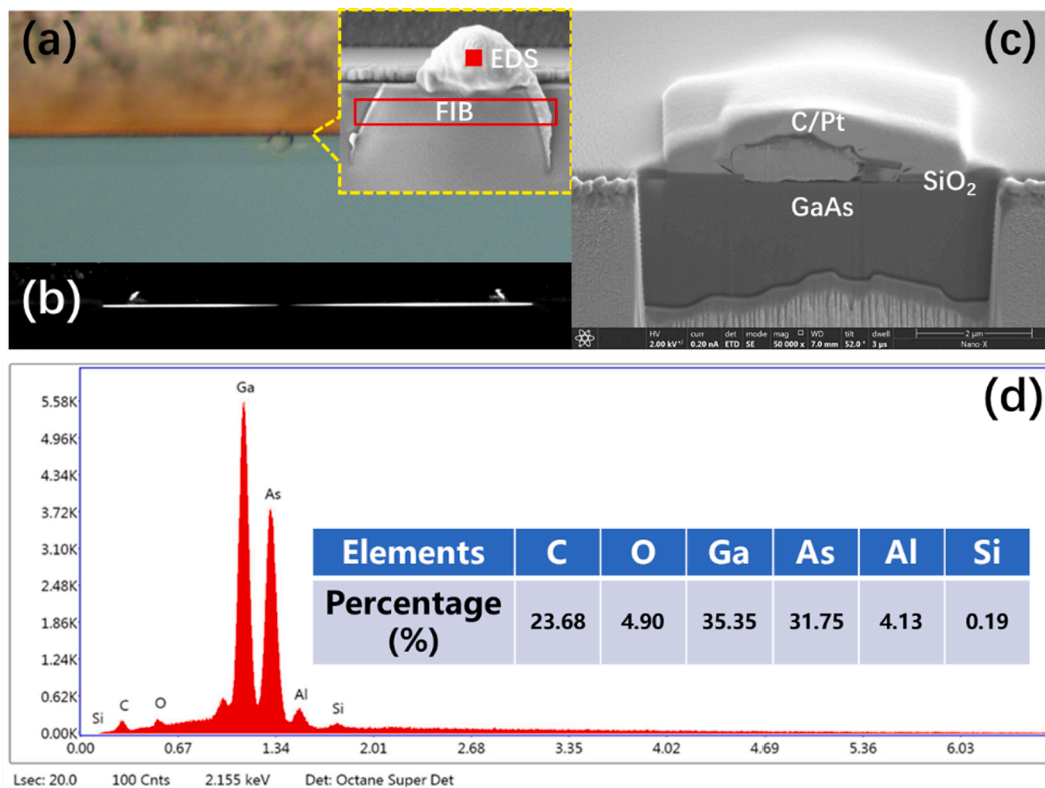 (a)
EDS
FIB
(b)
(c)
C/Pt
SiO₂
GaAs
HV curr det mode mag □ WD tilt dwell
2.00 kV 0.20 nA ETD SE 50 000 x 7.0 mm 52.0 ° 3 µs
2 µm
Nano-X
(d)
5.58K
4.96K
4.34K
3.72K
3.10K
2.48K
1.86K
1.24K
0.62K
0.00K
Ga
As
Al
Si
C
O
Si
Elements C O Ga As Al Si
Percentage (%) 23.68 4.90 35.35 31.75 4.13 0.19
0.00 0.67 1.34 2.01 2.68 3.35 4.02 4.69 5.36 6.03
Lsec: 20.0 100 Cnts 2.155 keV Det: Octane Super Det